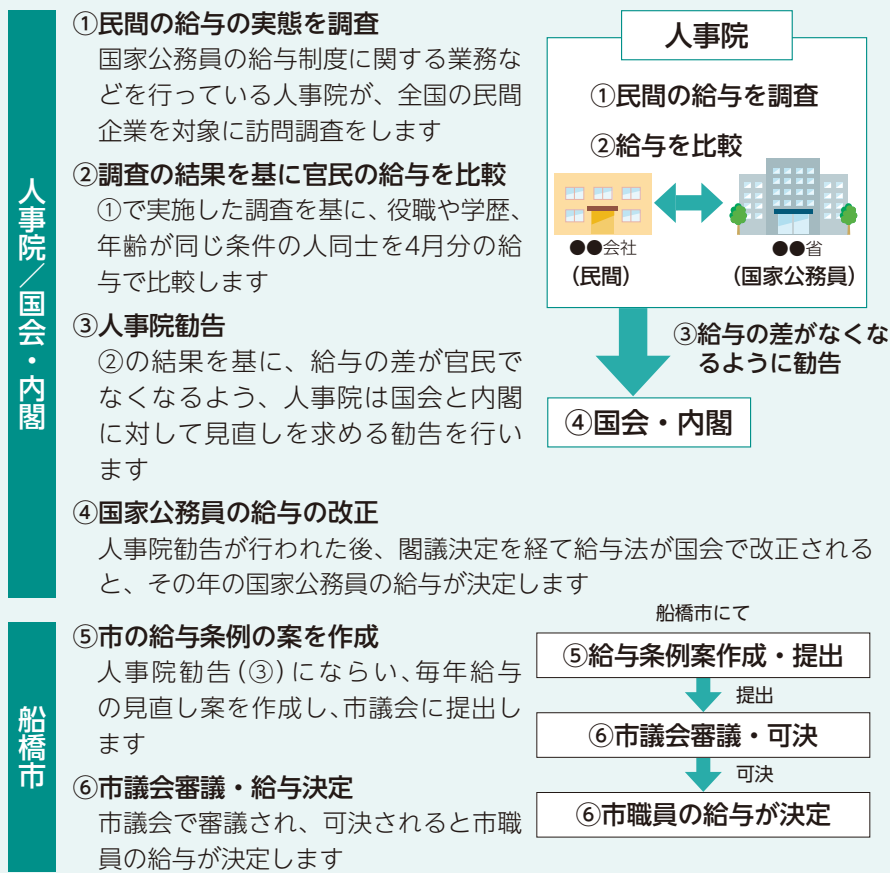 人事院／国会・内閣
①民間の給与の実態を調査
国家公務員の給与制度に関する業務な
どを行っている人事院が、全国の民間
企業を対象に訪問調査をします
②調査の結果を基に官民の給与を比較
①で実施した調査を基に、役職や学歴、
年齢が同じ条件の人同士を4月分の給
与で比較します
③人事院勧告
②の結果を基に、給与の差が官民で
なくなるよう、人事院は国会と内閣
に対して見直しを求める勧告を行い
ます
人事院
①民間の給与を調査
②給与を比較
●●会社
（民間）
●●省
（国家公務員）
③給与の差がなくな
るように勧告
④国会・内閣
④国家公務員の給与の改正
人事院勧告が行われた後、閣議決定を経て給与法が国会で改正される
と、その年の国家公務員の給与が決定します
船橋市
⑤市の給与条例の案を作成
人事院勧告（③）にならい、毎年給与
の見直し案を作成し、市議会に提出し
ます
⑥市議会審議・給与決定
市議会で審議され、可決されると市職
員の給与が決定します
船橋市にて
⑤給与条例案作成・提出
提出
⑥市議会審議・可決
可決
⑥市職員の給与が決定